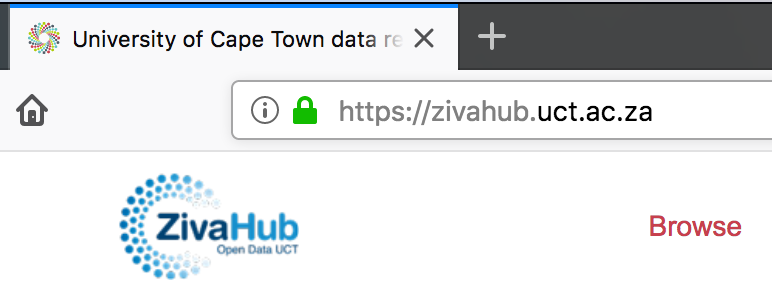 University of Cape Town data re
https://zivahub.uct.ac.za
ZivaHub
Open Data UCT
Browse